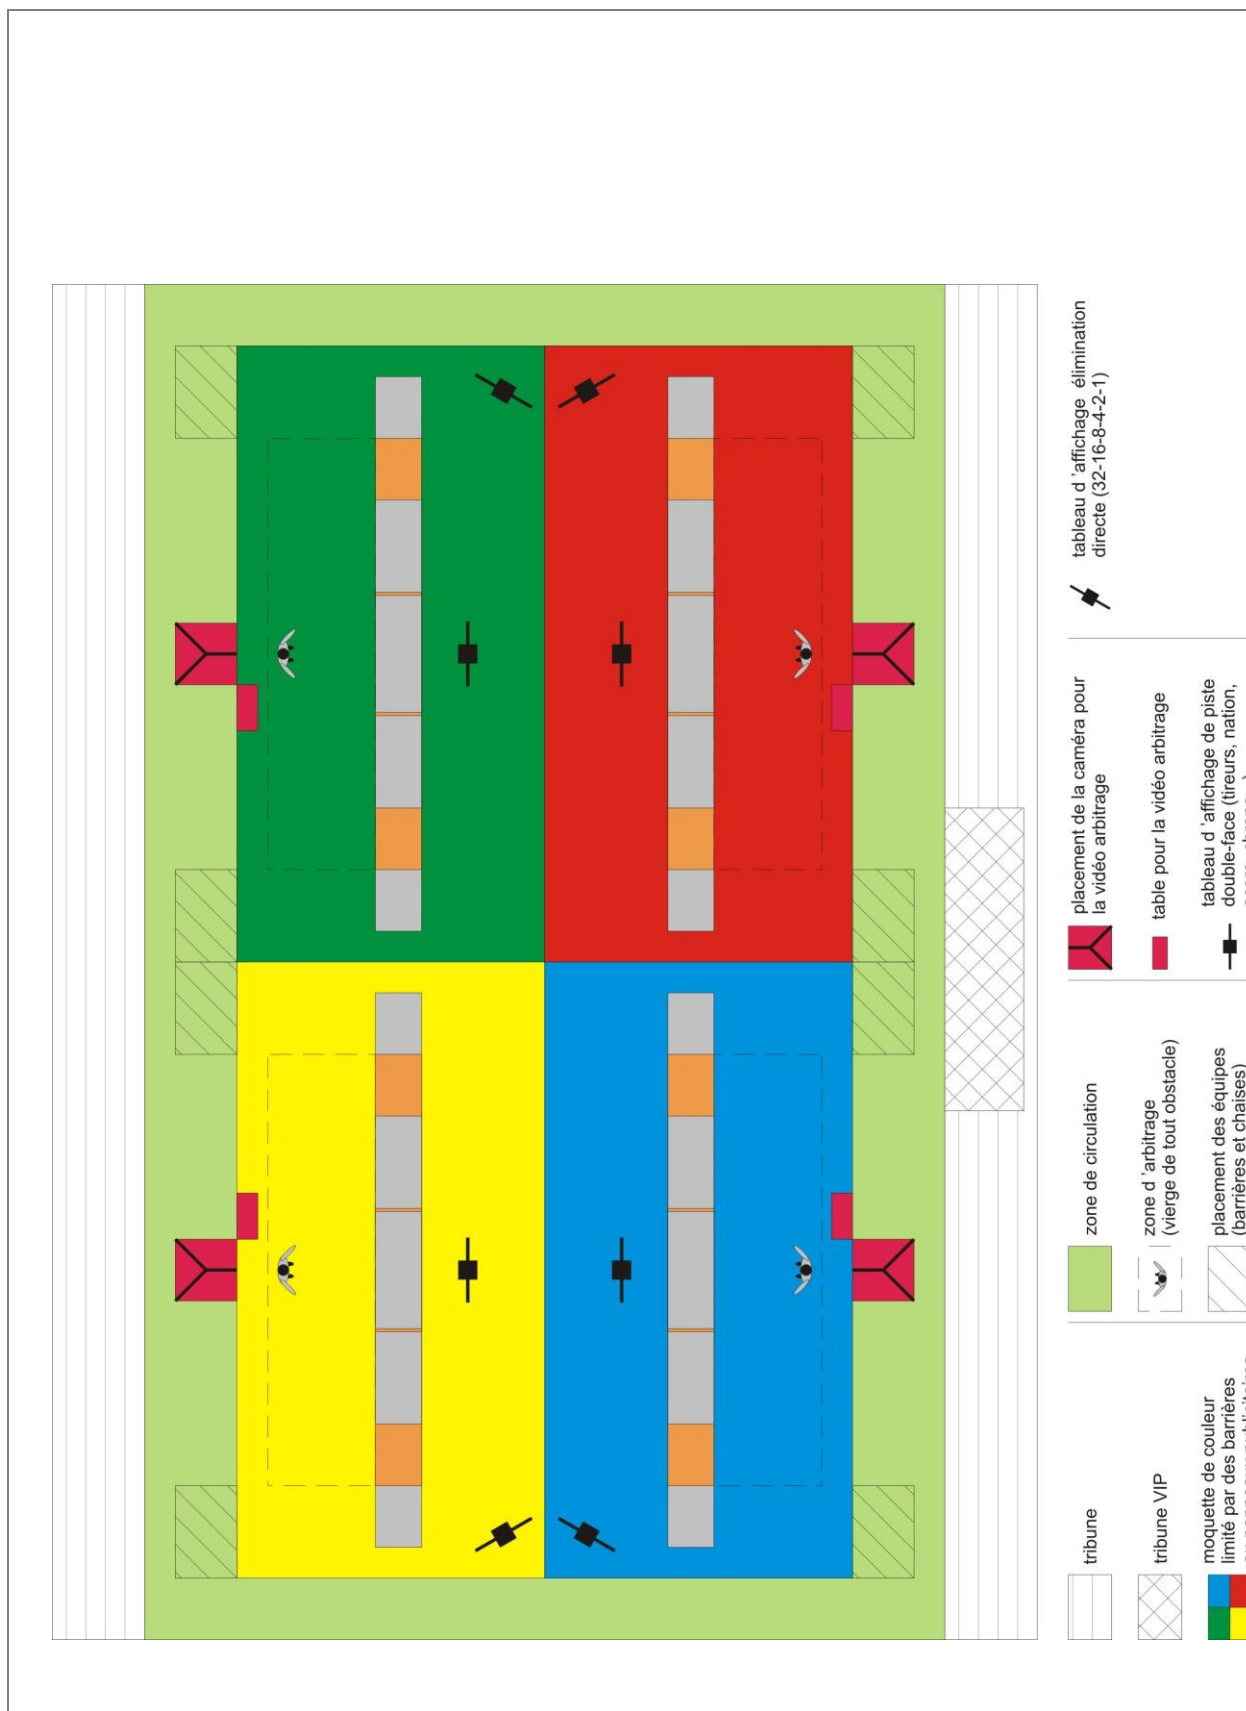 tribune
tribune VIP
moquette de couleur
limité par des barrières
zone de circulation
zone d 'arbitrage
(vierge de tout obstacle)
placement des équipes
(barrières et chaises)
placement de la caméra pour
la vidéo arbitrage
table pour la vidéo arbitrage
tableau d 'affichage de piste
double-face (tireurs, nation,
tableau d 'affichage élimination
directe (32-16-8-4-2-1)